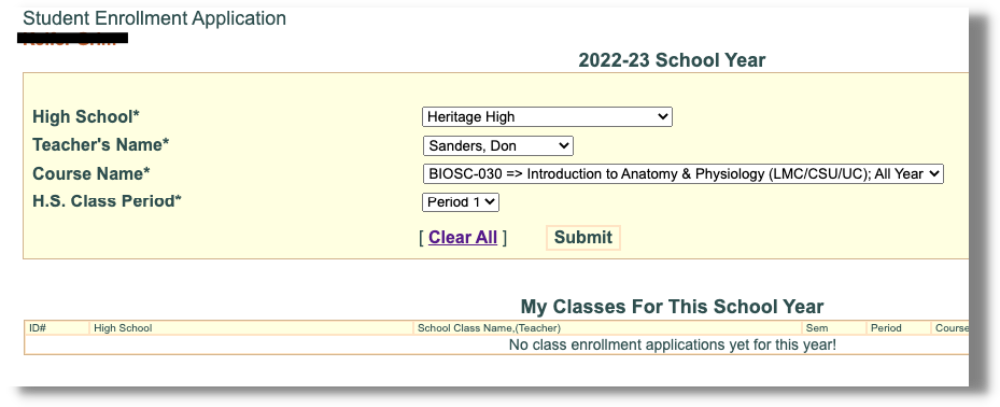 Student Enrollment Application
2022-23 School Year
High School* Heritage High
Teacher's Name* Sanders, Don
Course Name* BIOSC-030 => Introduction to Anatomy & Physiology (LMC/CSU/UC); All Year
H.S. Class Period* Period 1
[ Clear All ] Submit
My Classes For This School Year
ID# High School School Class Name,(Teacher) Sem Period Course
No class enrollment applications yet for this year!